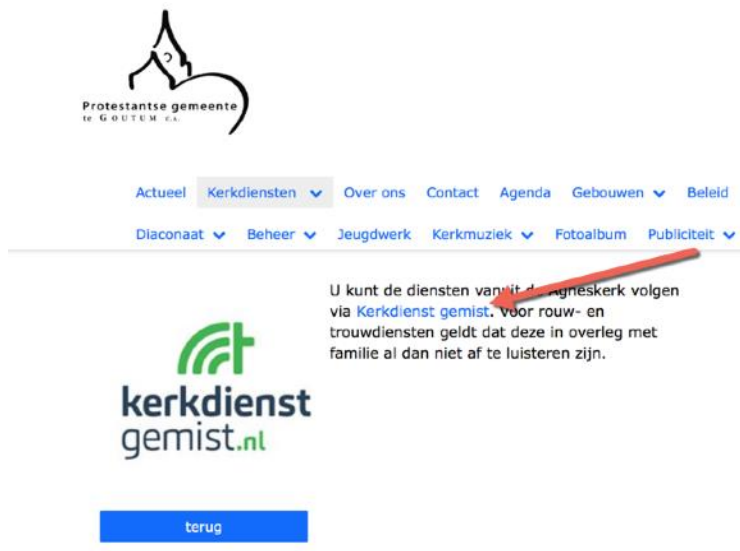 Protestantse gemeente
te GOUTUM c.a.
Actueel Kerkdiensten Over ons Contact Agenda Gebouwen Beleid
Diaconaat Beheer Jeugdwerk Kerkmuziek Fotoalbum Publiciteit
U kunt de diensten vanuit de Agneskerk volgen
via Kerkdienst gemist. Voor rouw- en
trouwdiensten geldt dat deze in overleg met
familie al dan niet af te luisteren zijn.
kerkdienst
gemist.nl
terug